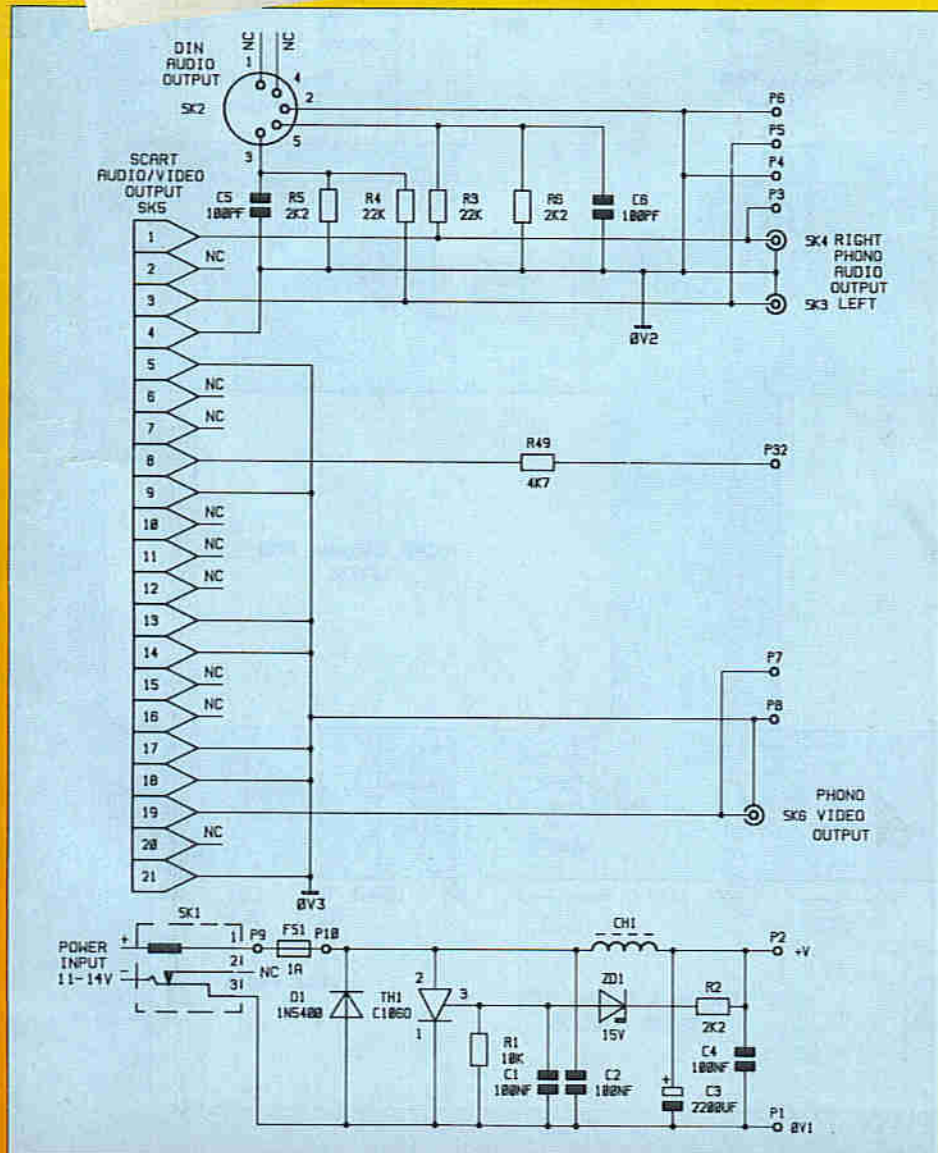 DIN
AUDIO
OUTPUT
SK2
NC
NC
1
4
2
5
3
P6
P5
P4
P3
SCART
AUDIO/VIDEO
OUTPUT
SK5
C5
100PF
R5
2K2
R4
22K
R3
22K
R6
2K2
C6
100PF
SK4 RIGHT
PHONO
AUDIO
OUTPUT
SK3 LEFT
0V2
1
2
NC
3
4
5
6
NC
7
NC
8
R49
4K7
P32
9
10
NC
11
NC
12
NC
13
14
15
NC
16
NC
17
18
19
20
NC
21
0V3
P7
P8
PHONO
SK6 VIDEO
OUTPUT
SK1
POWER
INPUT
11-14V
+
-
1
2
3
NC
P9
FS1
1A
P10
D1
1N5400
TH1
C106D
2
3
1
R1
10K
C1
100NF
C2
100NF
CH1
ZD1
15V
R2
2K2
C4
100NF
+
C3
2200UF
P2
+V
P1
0V1